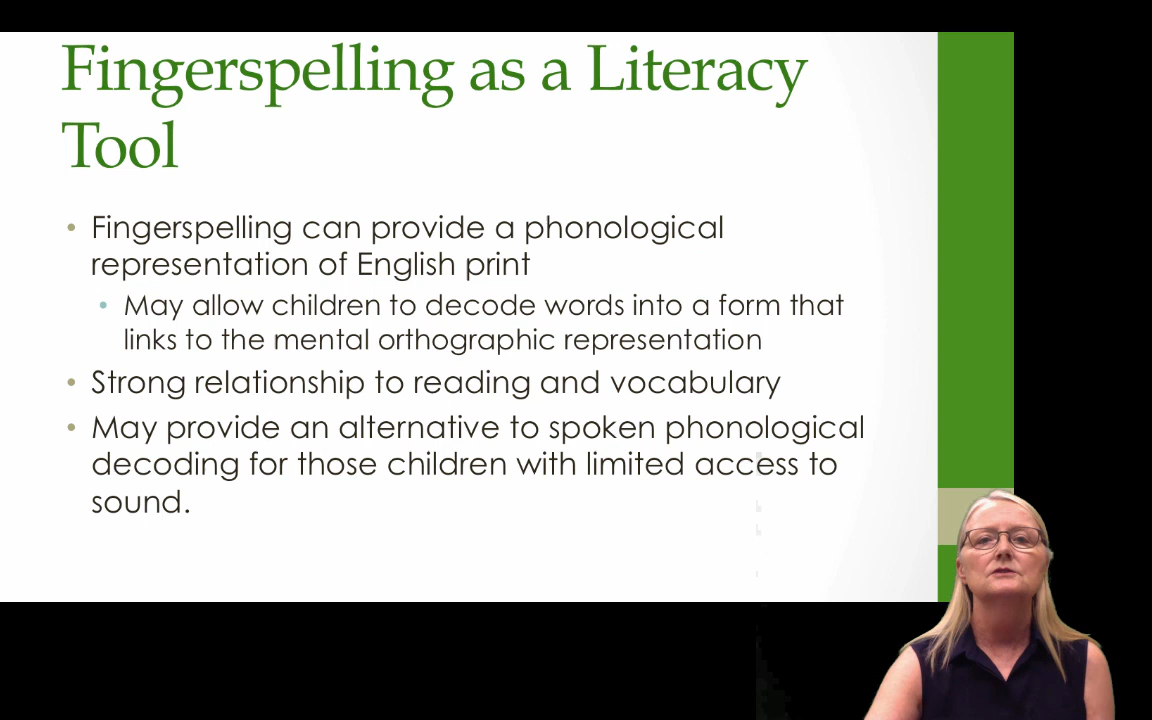 Fingerspelling as a Literacy
Tool
• Fingerspelling can provide a phonological
representation of English print
• May allow children to decode words into a form that
links to the mental orthographic representation
• Strong relationship to reading and vocabulary
• May provide an alternative to spoken phonological
decoding for those children with limited access to
sound.